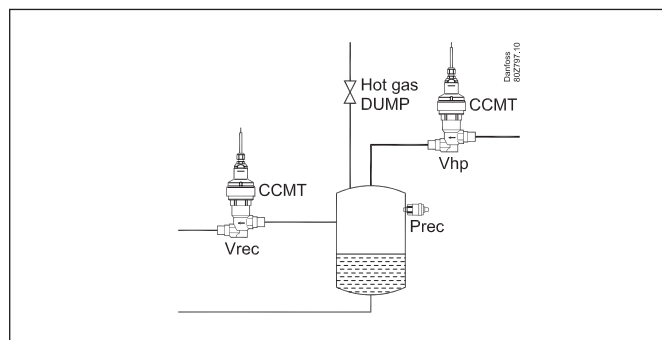 Danfoss
80Z797.10
Hot gas
DUMP
CCMT
Vhp
CCMT
Prec
Vrec